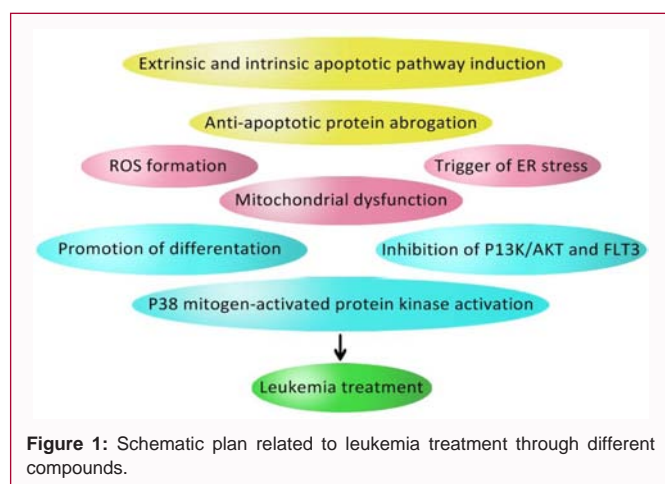 Extrinsic and intrinsic apoptotic pathway induction
Anti-apoptotic protein abrogation
ROS formation
Trigger of ER stress
Mitochondrial dysfunction
Promotion of differentation
Inhibition of P13K/AKT and FLT3
P38 mitogen-activated protein kinase activation
Leukemia treatment
Figure 1: Schematic plan related to leukemia treatment through different
compounds.